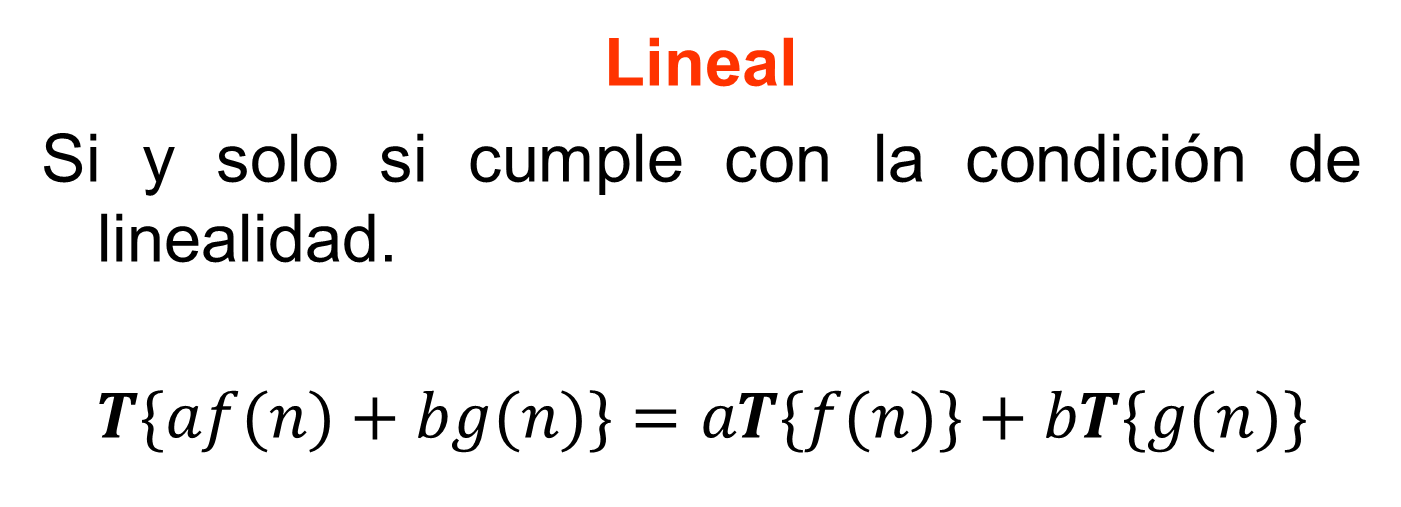 Lineal
Si y solo si cumple con la condición de
linealidad.
𝑻{𝑎𝑓(𝑛) + 𝑏𝑔(𝑛)} = 𝑎𝑻{𝑓(𝑛)} + 𝑏𝑻{𝑔(𝑛)}